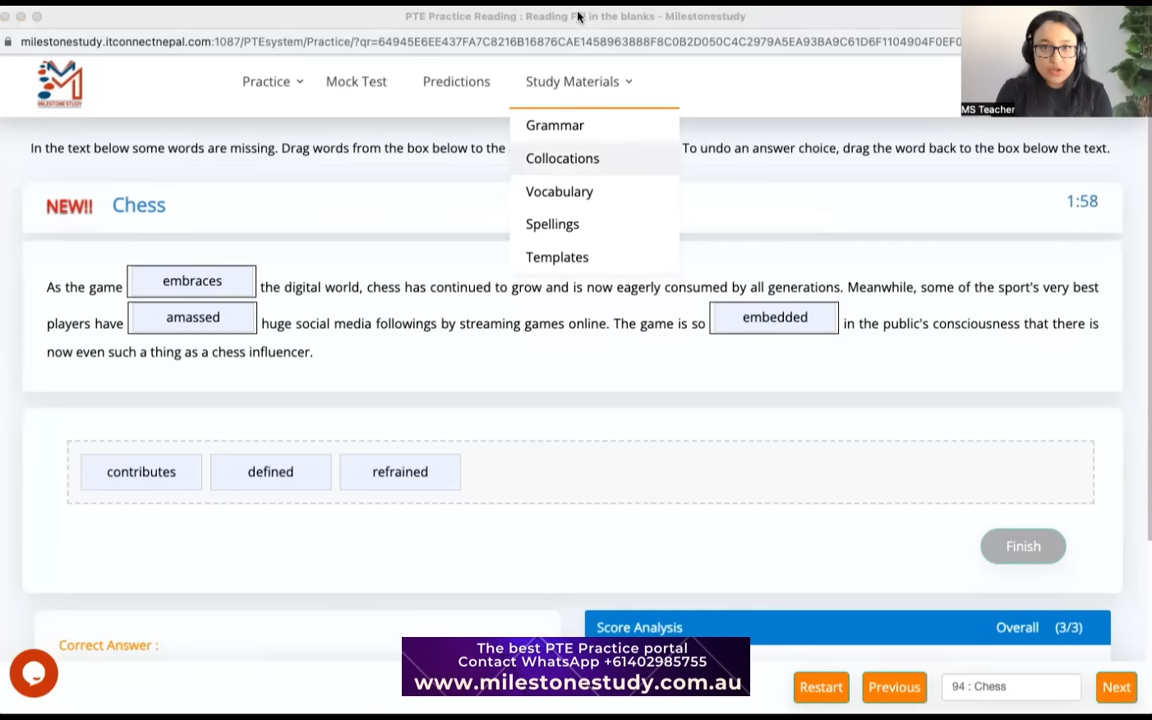 PTE Practice Reading : Reading F in the blanks - Milestonestudy
milestonesstudy.itconnectnepal.com:1087/PTEsystem/Practice/?qr=64945E6EE437FA7C8216B16876CAE1458963888F8C0B2D050C4C2979A5EA93BA9C61D6F1104904F0EF0
MILESTONESTUDY
Practice Mock Test Predictions Study Materials
MS Teacher
Grammar
In the text below some words are missing. Drag words from the box below to the To undo an answer choice, drag the word back to the box below the text.
Collocations
Vocabulary
NEW!! Chess 1:58
Spellings
Templates
As the game embraces the digital world, chess has continued to grow and is now eagerly consumed by all generations. Meanwhile, some of the sport's very best
players have amassed huge social media followings by streaming games online. The game is so embedded in the public's consciousness that there is
now even such a thing as a chess influencer.
contributes defined refrained
Finish
Score Analysis Overall (3/3)
Correct Answer :
The best PTE Practice portal
Contact WhatsApp +61402985755
www.milestonestudy.com.au
Restart Previous 94 : Chess Next